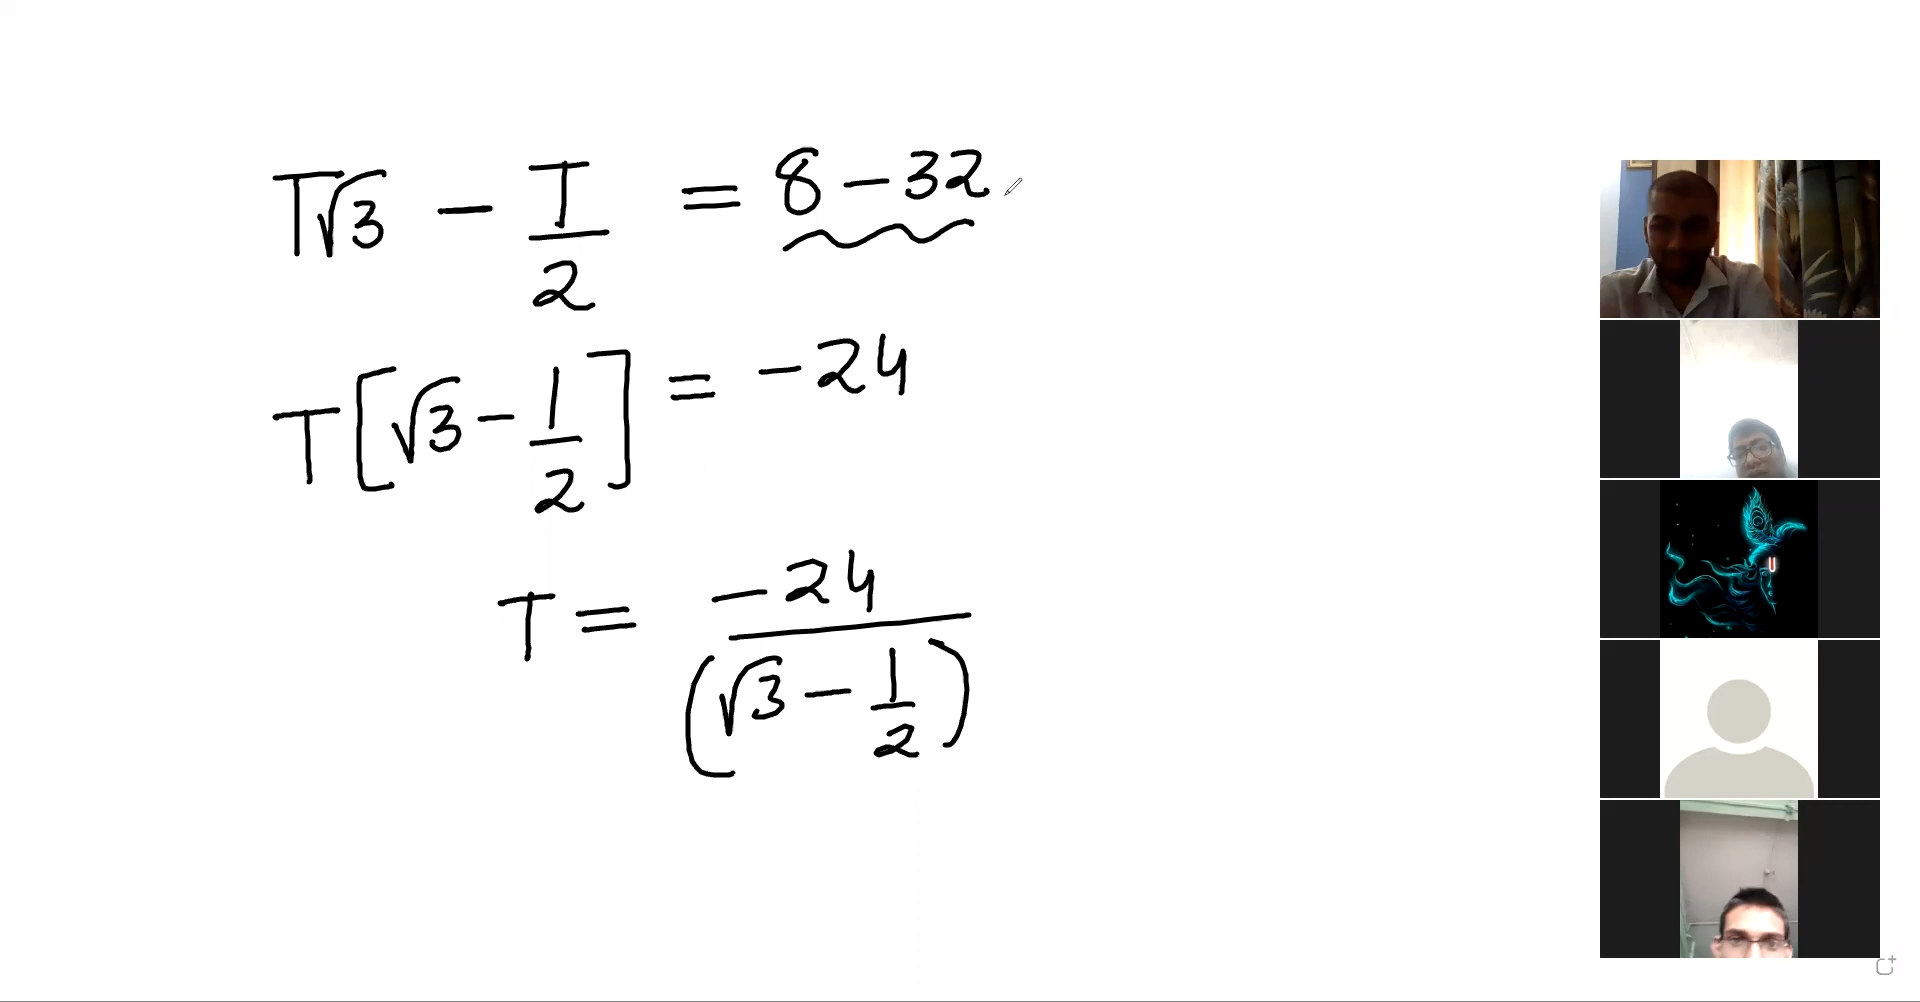 T√3 - T/2 = 8 - 32
T[√3 - 1/2] = -24
T = -24/(√3 - 1/2)